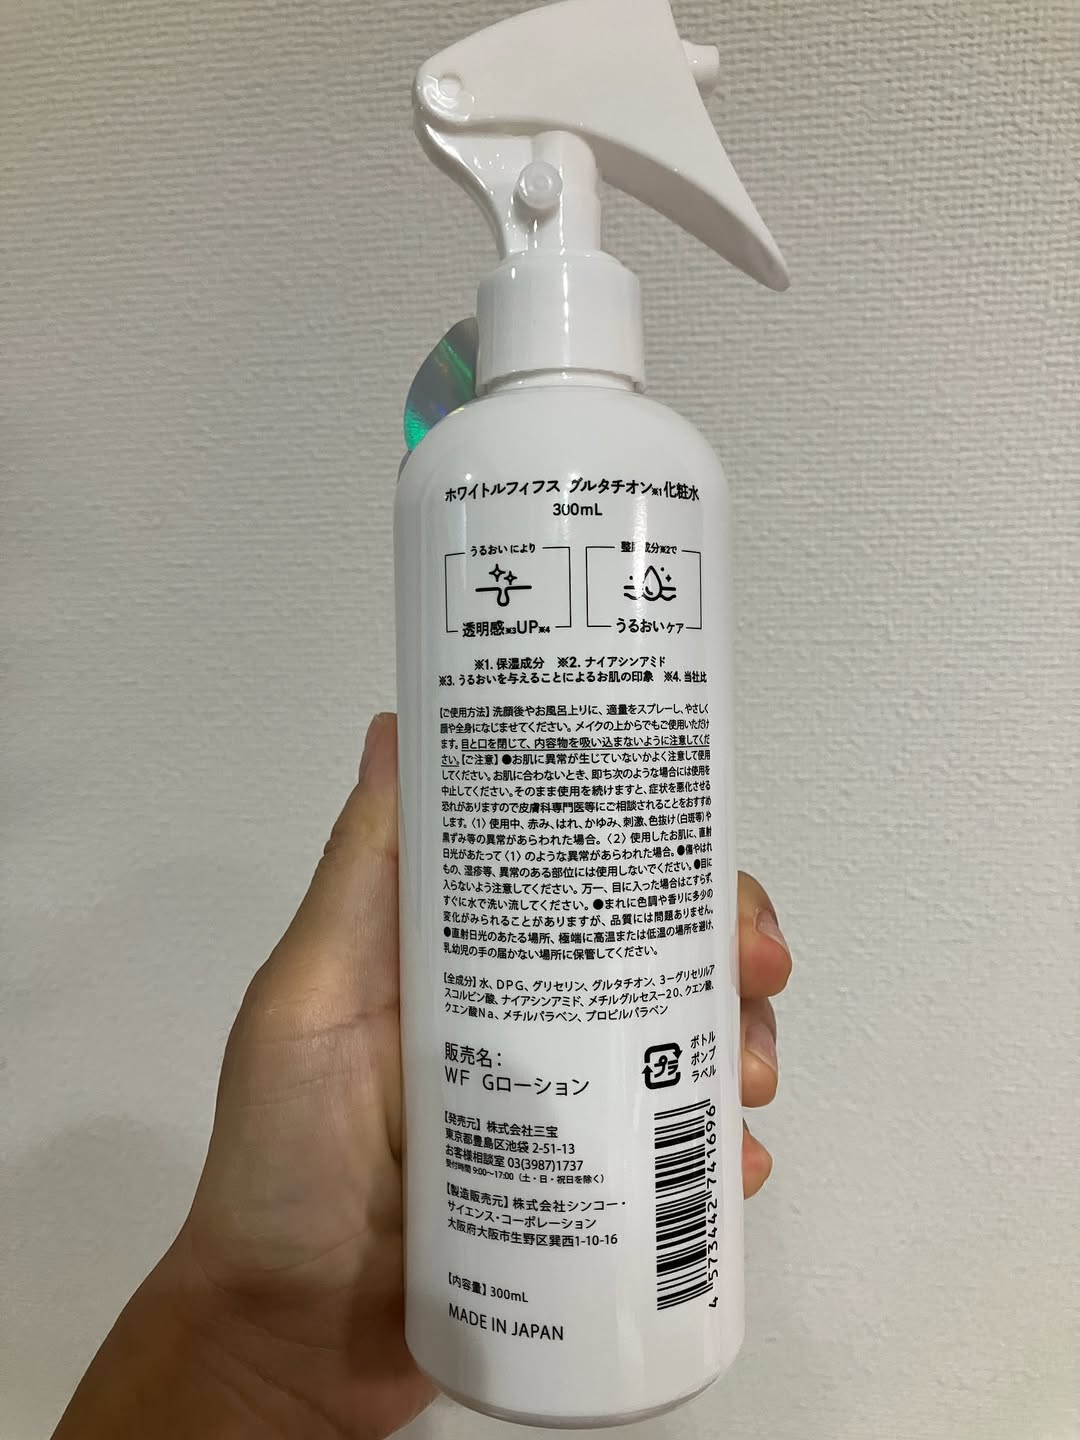 ホワイトルフィフス グルタチオン※1化粧水
300mL
うるおいにより
透明感※3UP※4
整肌成分※2で
うるおいケア
※1. 保湿成分　※2. ナイアシンアミド
※3. うるおいを与えることによるお肌の印象　※4. 当社比
【ご使用方法】洗顔後やお風呂上りに、適量をスプレーし、やさしく
顔や全身になじませてください。メイクの上からでもご使用いただけ
ます。目と口を閉じて、内容物を吸い込まないように注意してくだ
さい。【ご注意】●お肌に異常が生じていないかよく注意して使用
してください。お肌に合わないとき、即ち次のような場合には使用を
中止してください。そのまま使用を続けますと、症状を悪化させる
恐れがありますので皮膚科専門医等にご相談されることをおすすめ
します。〈1〉使用中、赤み、はれ、かゆみ、刺激、色抜け(白斑等)や
黒ずみ等の異常があらわれた場合。〈2〉使用したお肌に、直射
日光があたって〈1〉のような異常があらわれた場合。●傷やはれ
もの、湿疹等、異常のある部位には使用しないでください。●目に
入らないよう注意してください。万一、目に入った場合はこすらず、
すぐに水で洗い流してください。●まれに色調や香りに多少の
変化がみられることがありますが、品質には問題ありません。
●直射日光のあたる場所、極端に高温または低温の場所を避け、
乳幼児の手の届かない場所に保管してください。
【全成分】水、DPG、グリセリン、グルタチオン、3−グリセリルア
スコルビン酸、ナイアシンアミド、メチルグルセス−20、クエン酸、
クエン酸Na、メチルパラベン、プロピルパラベン
販売名：
WF Gローション
プラ
ボトル
ポンプ
ラベル
【発売元】株式会社三宝
東京都豊島区池袋 2-51-13
お客様相談室 03(3987)1737
受付時間 9:00〜17:00（土・日・祝日を除く）
【製造販売元】株式会社シンコー・
サイエンス・コーポレーション
大阪府大阪市生野区巽西1-10-16
【内容量】300mL
MADE IN JAPAN
4 573442 741696